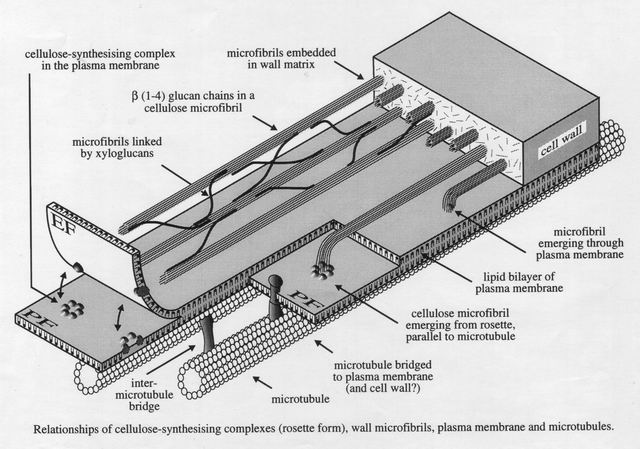 cellulose-synthesising complex
in the plasma membrane
microfibrils embedded
in wall matrix
β (1-4) glucan chains in a
cellulose microfibril
microfibrils linked
by xyloglucans
cell wall
EF
PF
PF
microfibril
emerging through
plasma membrane
lipid bilayer of
plasma membrane
cellulose microfibril
emerging from rosette,
parallel to microtubule
microtubule bridged
to plasma membrane
(and cell wall?)
inter-
microtubule
bridge
microtubule
Relationships of cellulose-synthesising complexes (rosette form), wall microfibrils, plasma membrane and microtubules.